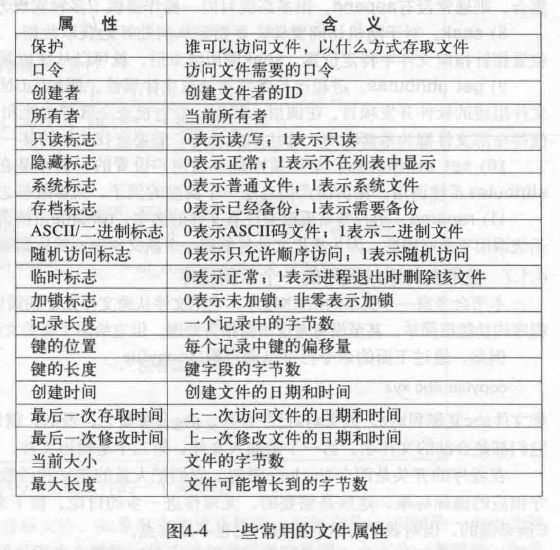 属性 含义
保护 谁可以访问文件，以什么方式存取文件
口令 访问文件需要的口令
创建者 创建文件者的ID
所有者 当前所有者
只读标志 0表示读/写；1表示只读
隐藏标志 0表示正常；1表示不在列表中显示
系统标志 0表示普通文件；1表示系统文件
存档标志 0表示已经备份；1表示需要备份
ASCII/二进制标志 0表示ASCII码文件；1表示二进制文件
随机访问标志 0表示只允许顺序访问；1表示随机访问
临时标志 0表示正常；1表示进程退出时删除该文件
加锁标志 0表示未加锁；非零表示加锁
记录长度 一个记录中的字节数
键的位置 每个记录中键的偏移量
键的长度 键字段的字节数
创建时间 创建文件的日期和时间
最后一次存取时间 上一次访问文件的日期和时间
最后一次修改时间 上一次修改文件的日期和时间
当前大小 文件的字节数
最大长度 文件可能增长到的字节数
图4-4 一些常用的文件属性